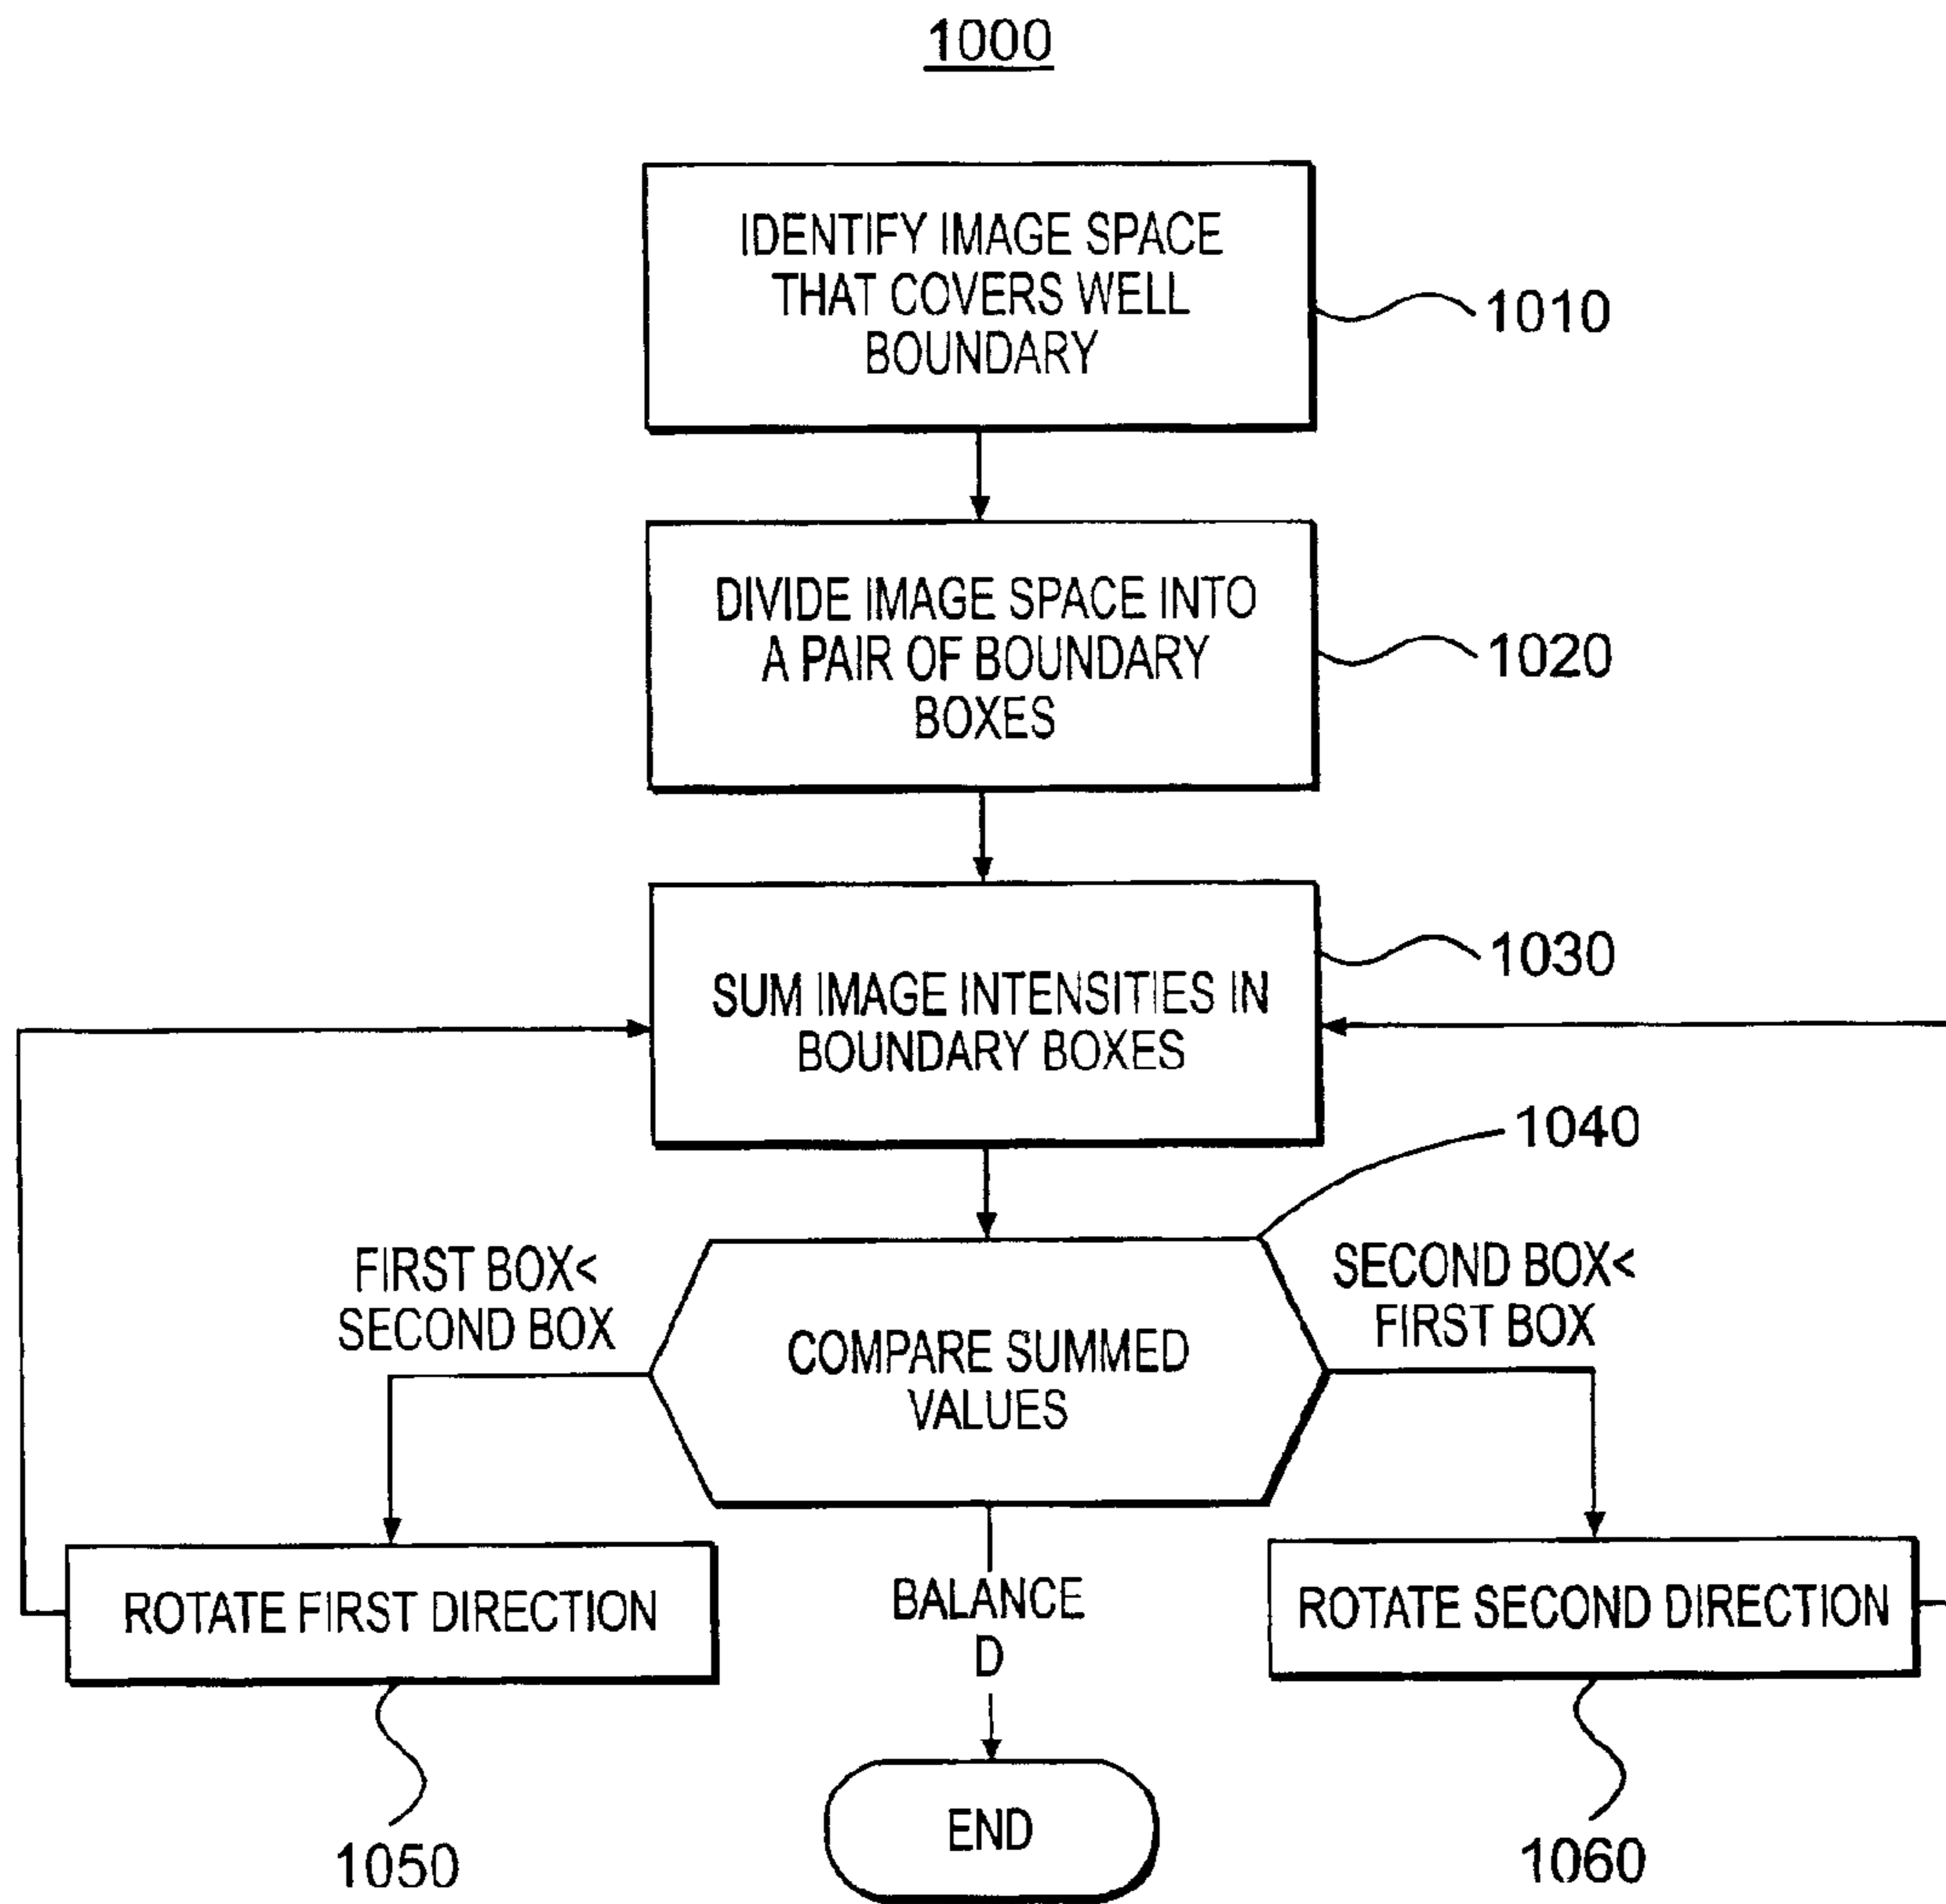 1000
IDENTIFY IMAGE SPACE
THAT COVERS WELL
BOUNDARY
1010
DIVIDE IMAGE SPACE INTO
A PAIR OF BOUNDARY
BOXES
1020
SUM IMAGE INTENSITIES IN
BOUNDARY BOXES
1030
1040
FIRST BOX<
SECOND BOX
COMPARE SUMMED
VALUES
SECOND BOX<
FIRST BOX
ROTATE FIRST DIRECTION
BALANCE
D
ROTATE SECOND DIRECTION
END
1050
1060